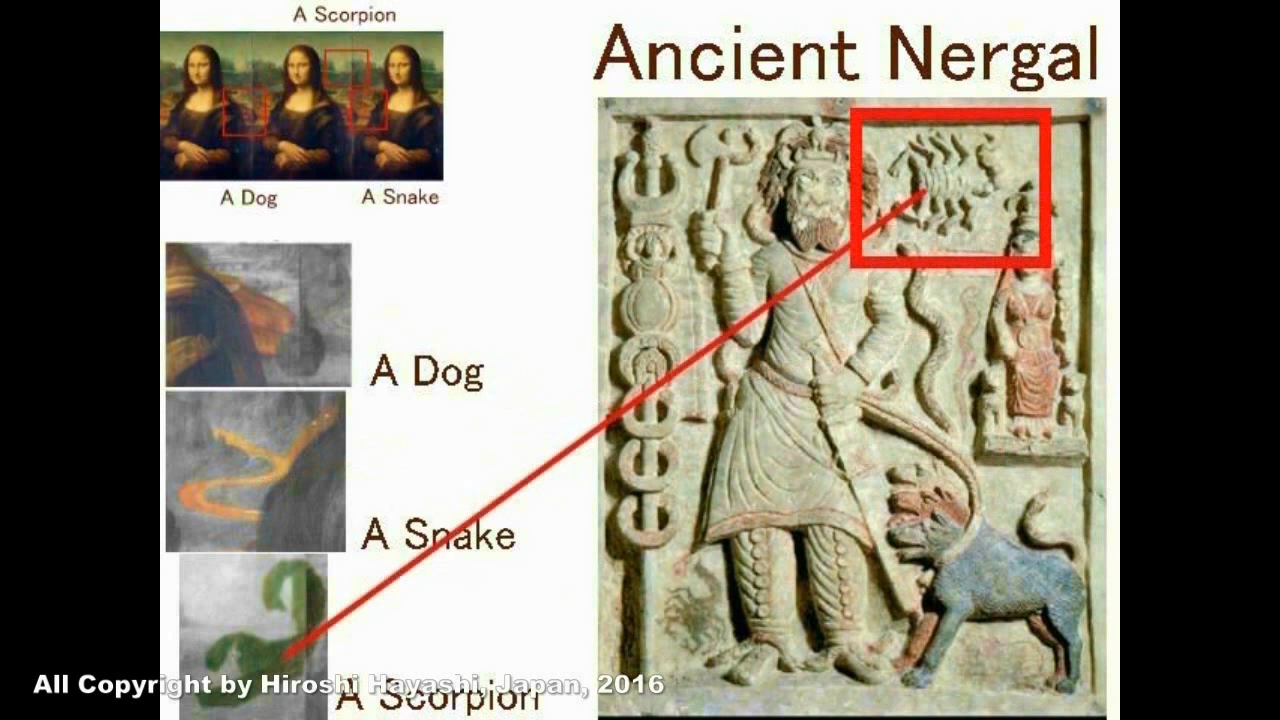 A Scorpion
Ancient Nergal
A Dog
A Snake
A Dog
A Snake
A Scorpion
All Copyright by Hiroshi Hayashi, Japan, 2016